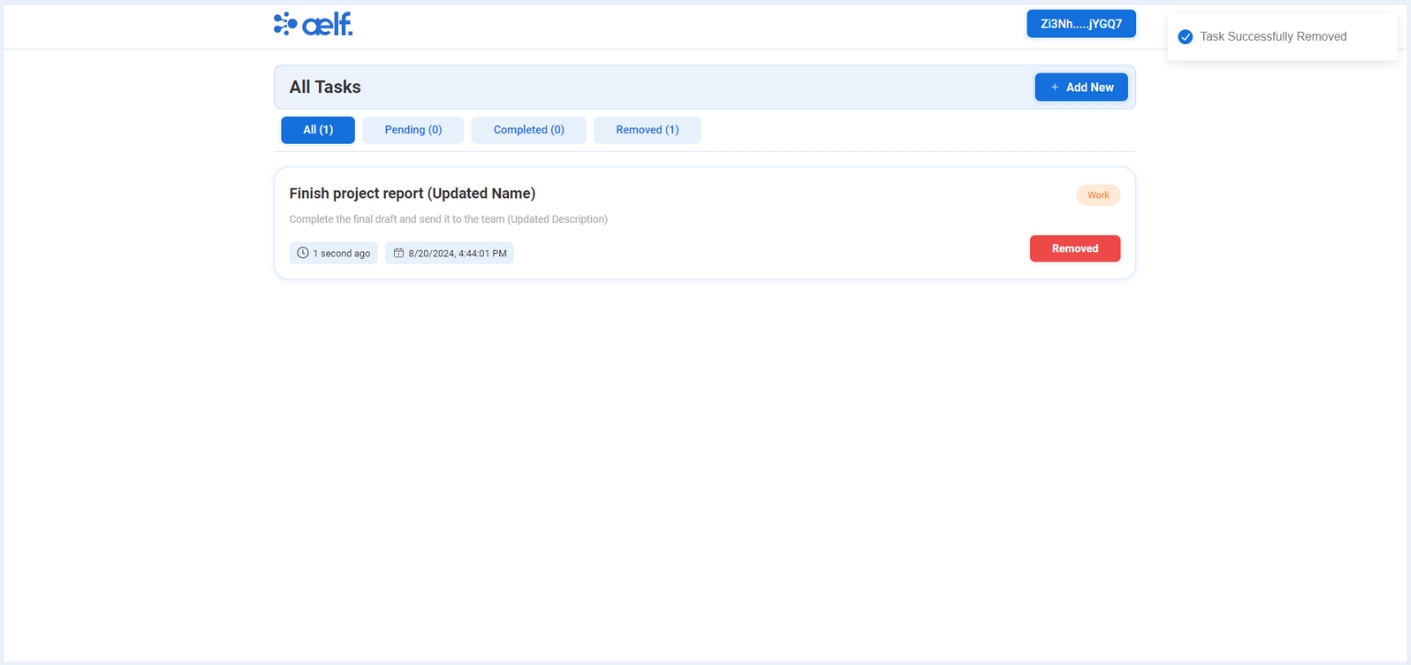 aelf.
Zi3Nh.....jYGQ7
Task Successfully Removed
All Tasks
+ Add New
All (1)
Pending (0)
Completed (0)
Removed (1)
Finish project report (Updated Name)
Work
Complete the final draft and send it to the team (Updated Description)
1 second ago
8/20/2024, 4:44:01 PM
Removed